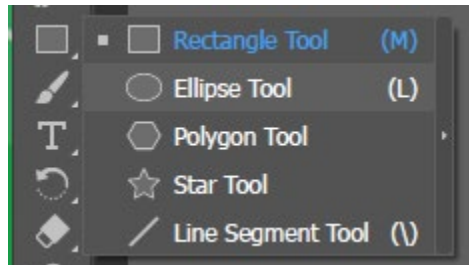 Rectangle Tool (M)
Ellipse Tool (L)
Polygon Tool
Star Tool
Line Segment Tool (\)